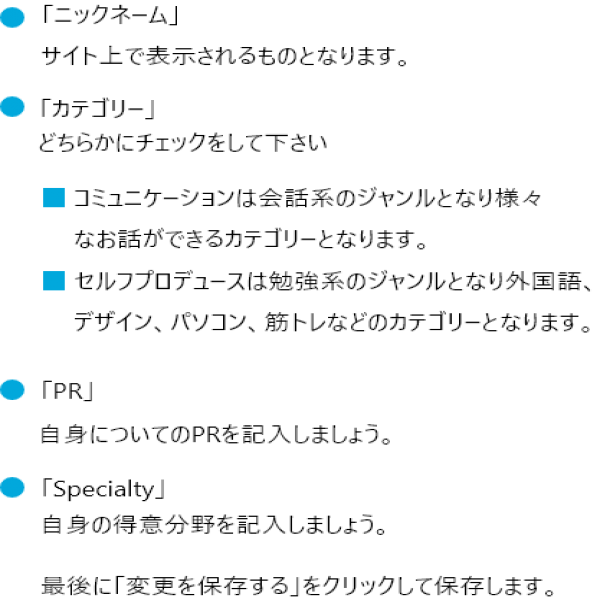 「ニックネーム」
サイト上で表示されるものとなります。
「カテゴリー」
どちらかにチェックをして下さい
コミュニケーションは会話系のジャンルとなり様々
なお話ができるカテゴリーとなります。
セルフプロデュースは勉強系のジャンルとなり外国語、
デザイン、パソコン、筋トレなどのカテゴリーとなります。
「PR」
自身についてのPRを記入しましょう。
「Specialty」
自身の得意分野を記入しましょう。
最後に「変更を保存する」をクリックして保存します。